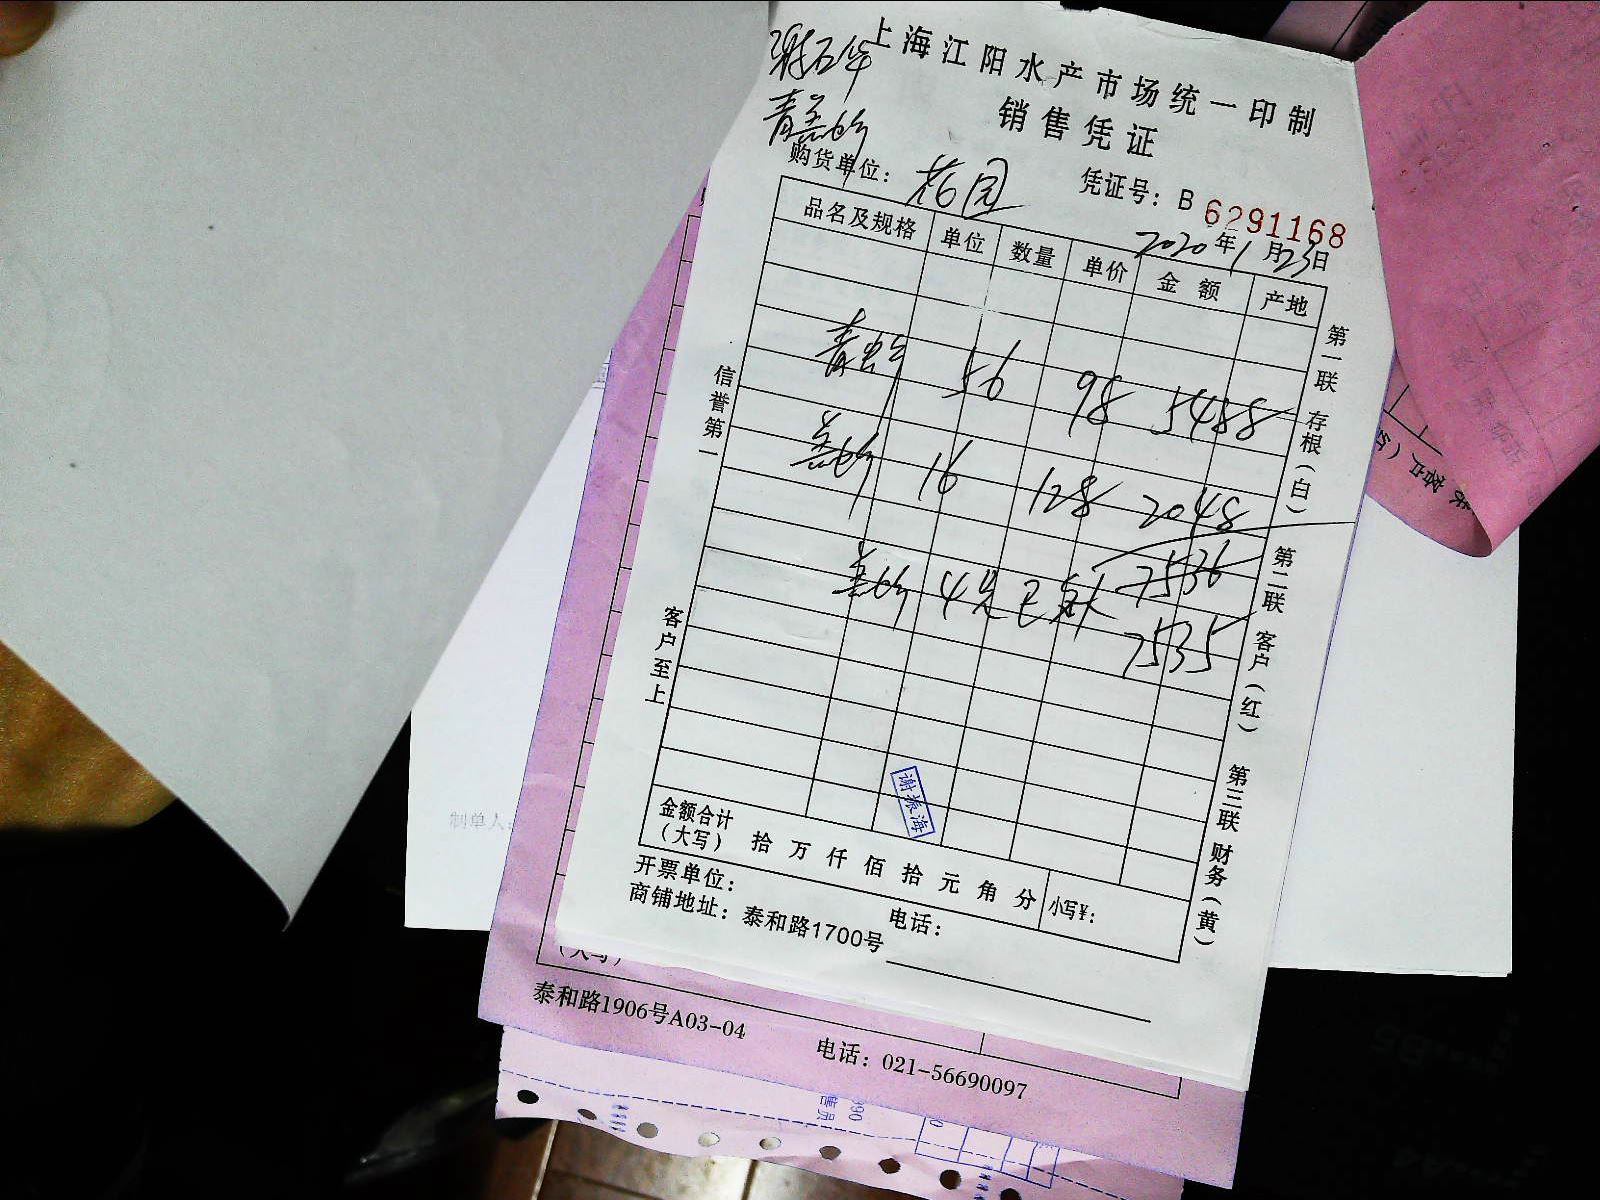 上海江阳水产市场统一印制
销售凭证
购货单位： 花园
凭证号：B 6291168
2020年1月23日
品名及规格 单位 数量 单价 金额 产地
56 98 5488
16 128 2048
7536
4 已
7535
信誉第一
客户至上
第一联 存根（白） 第二联 客户（红） 第三联 财务（黄）
谢振海
金额合计（大写） 拾 万 仟 佰 拾 元 角 分 小写¥：
开票单位： 电话：
商铺地址：泰和路1700号
制单人：
（大写）
泰和路1906号A03-04 电话：021-56690097